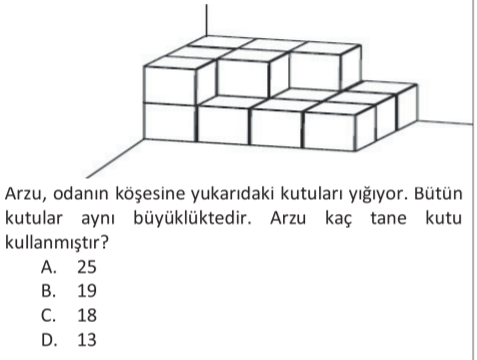 Arzu, odanın köşesine yukarıdaki kutuları yığıyor. Bütün
kutular aynı büyüklüktedir. Arzu kaç tane kutu
kullanmıştır?
A. 25
B. 19
C. 18
D. 13